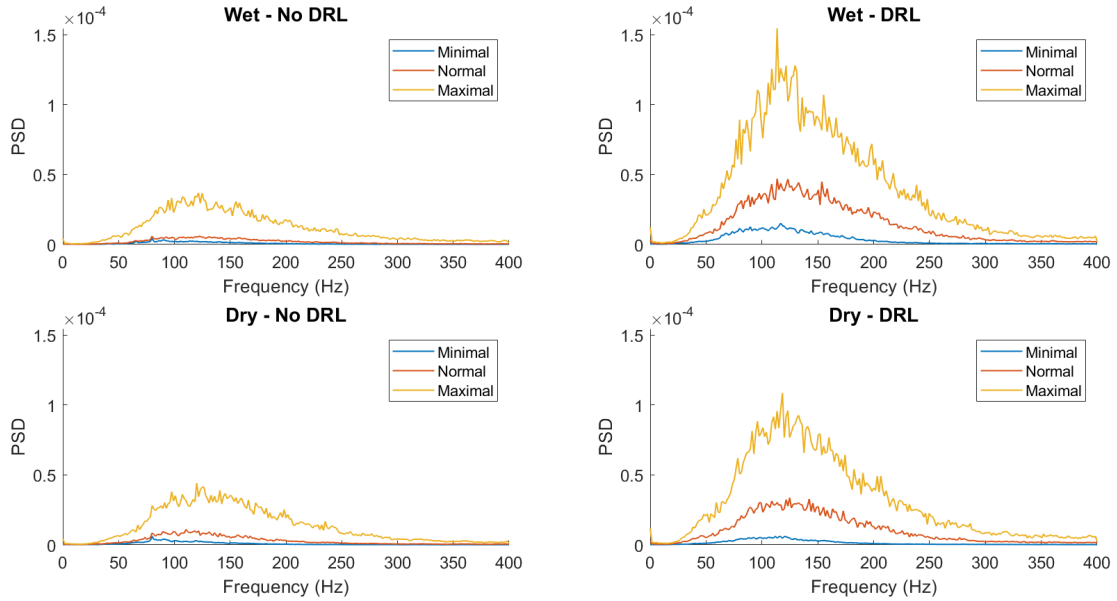 Wet - No DRL
×10^-4
1.5
1
0.5
0
PSD
0 50 100 150 200 250 300 350 400
Frequency (Hz)
Minimal
Normal
Maximal
Wet - DRL
×10^-4
1.5
1
0.5
0
PSD
0 50 100 150 200 250 300 350 400
Frequency (Hz)
Minimal
Normal
Maximal
Dry - No DRL
×10^-4
1.5
1
0.5
0
PSD
0 50 100 150 200 250 300 350 400
Frequency (Hz)
Minimal
Normal
Maximal
Dry - DRL
×10^-4
1.5
1
0.5
0
PSD
0 50 100 150 200 250 300 350 400
Frequency (Hz)
Minimal
Normal
Maximal